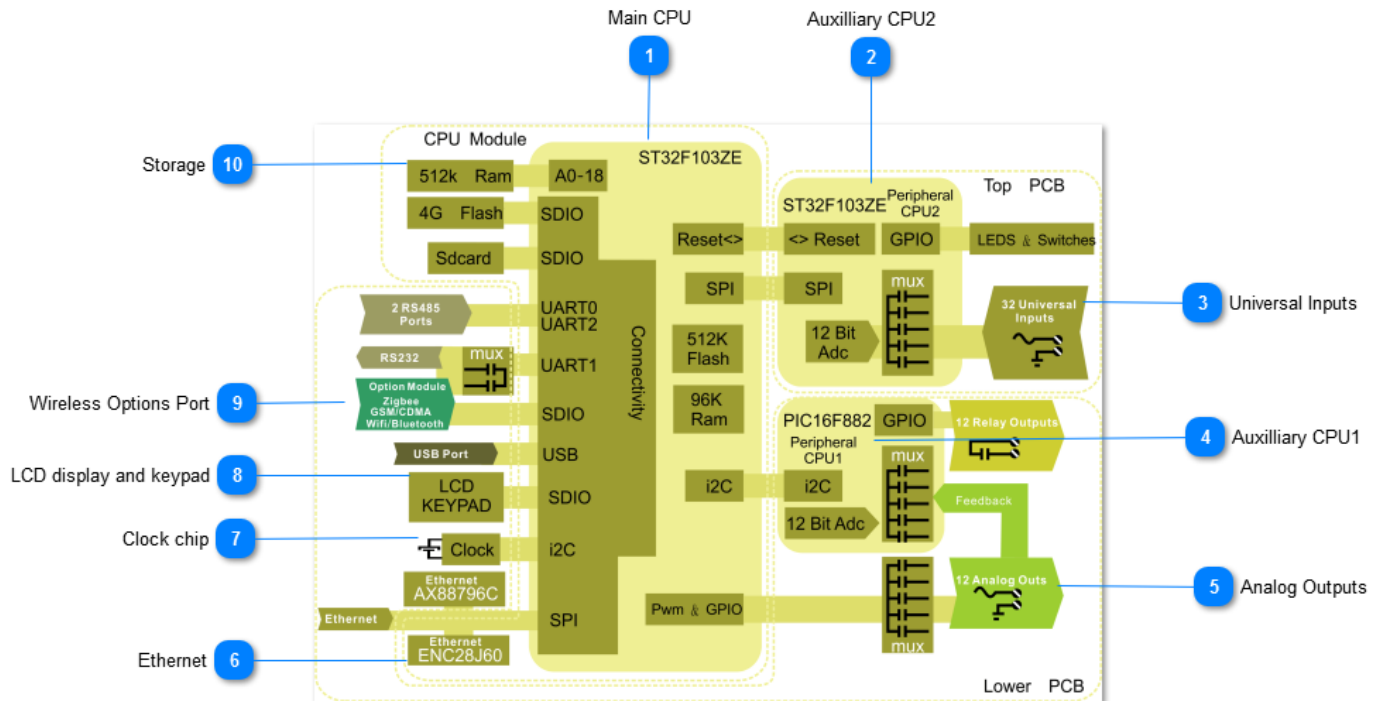 Main CPU
1
Auxilliary CPU2
2
CPU Module
Storage
10
512k Ram
A0-18
ST32F103ZE
4G Flash
SDIO
Sdcard
SDIO
2 RS485
Ports
UART0
UART2
RS232
mux
UART1
Option Module
Zigbee
GSM/CDMA
Wifi/Bluetooth
SDIO
Wireless Options Port
9
USB Port
USB
LCD display and keypad
8
LCD
KEYPAD
SDIO
Clock chip
7
Clock
i2C
Ethernet
AX88796C
Ethernet
SPI
Ethernet
ENC28J60
Ethernet
6
Connectivity
Reset<>
SPI
512K
Flash
96K
Ram
i2C
Pwm & GPIO
Top PCB
ST32F103ZE
Peripheral
CPU2
<> Reset
GPIO
LEDS & Switches
SPI
mux
12 Bit
Adc
32 Universal
Inputs
3
Universal Inputs
PIC16F882
GPIO
12 Relay Outputs
Peripheral
CPU1
mux
4
Auxilliary CPU1
i2C
12 Bit Adc
Feedback
12 Analog Outs
5
Analog Outputs
mux
Lower PCB